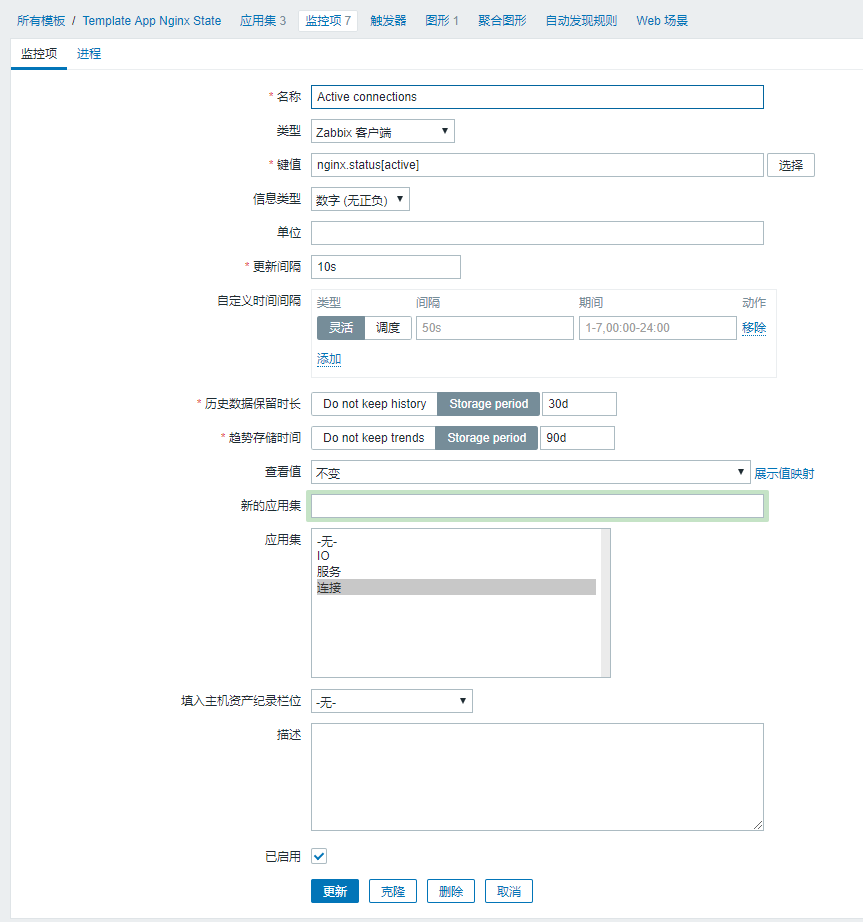 所有模板 / Template App Nginx State 应用集 3 监控项 7 触发器 图形 1 聚合图形 自动发现规则 Web 场景
监控项 进程
* 名称 Active connections
类型 Zabbix 客户端
* 键值 nginx.status[active] 选择
信息类型 数字 (无正负)
单位
* 更新间隔 10s
自定义时间间隔 类型 间隔 期间 动作
灵活 调度 50s 1-7,00:00-24:00 移除
添加
* 历史数据保留时长 Do not keep history Storage period 30d
* 趋势存储时间 Do not keep trends Storage period 90d
查看值 不变 展示值映射
新的应用集
应用集 -无-
IO
服务
连接
填入主机资产纪录栏位 -无-
描述
已启用
更新 克隆 删除 取消